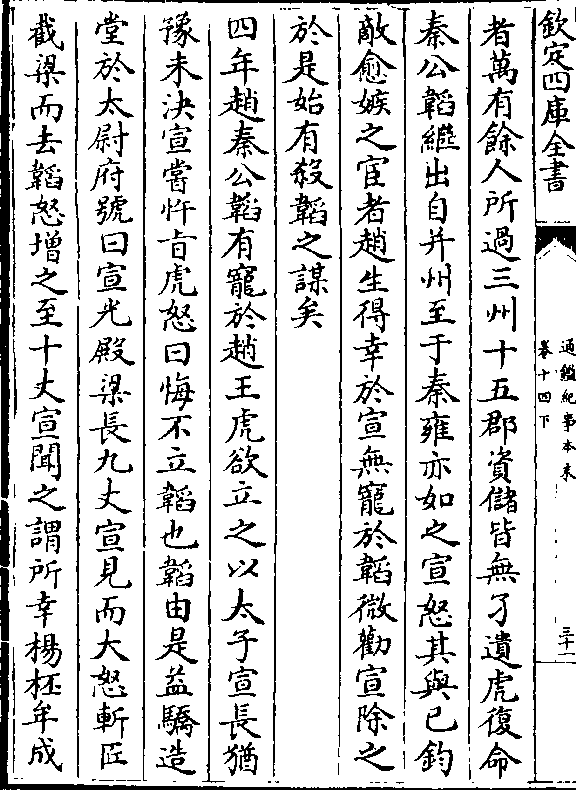 欽定四庫全書
通鑑紀事本末
卷十四下
三十一
者萬有餘人所過三州十五郡資儲皆無孑遺虎復命
秦公韜繼出自并州至于秦雍亦如之宣怒其與已鈞
敵愈嫉之宦者趙生得幸於宣無寵於韜微勸宣除之
於是始有殺韜之謀矣
四年趙秦公韜有寵於趙王虎欲立之以太子宣長猶
豫未決宣嘗忤旨虎怒曰悔不立韜也韜由是益驕造
堂於太尉府號曰宣光殿梁長九丈宣見而大怒斬匠
截梁而去韜怒增之至十丈宣聞之謂所幸楊柸牟成